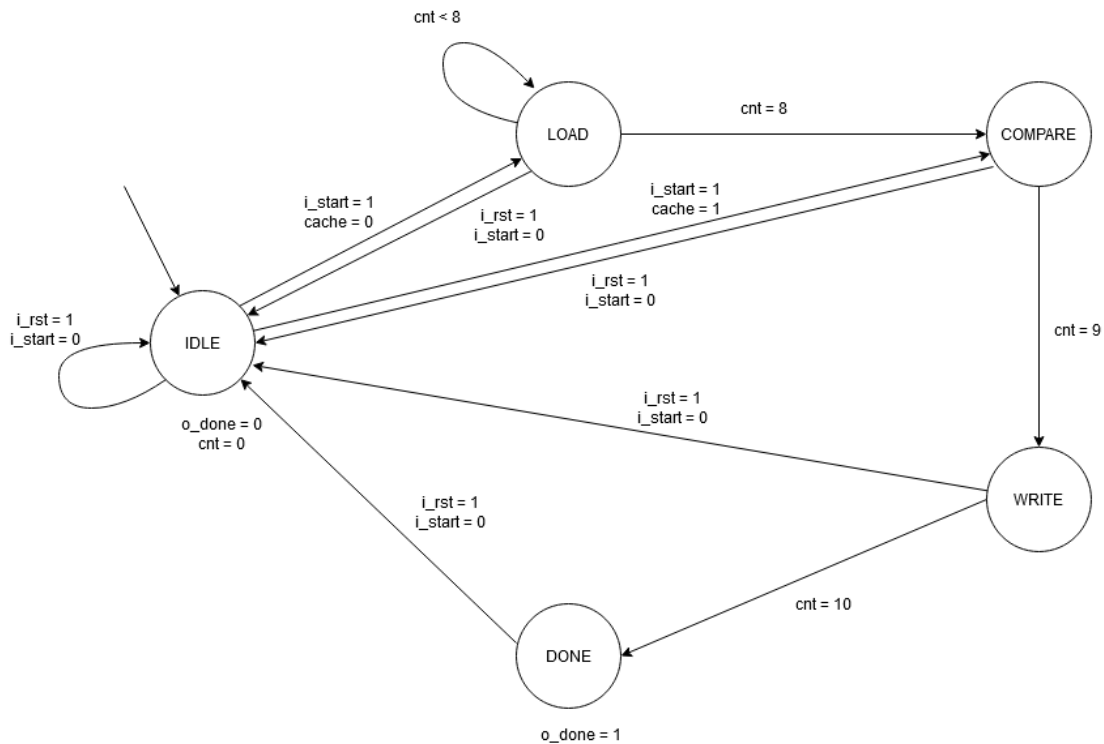 cnt < 8
LOAD
cnt = 8
COMPARE
i_start = 1
cache = 0
i_rst = 1
i_start = 0
i_start = 1
cache = 1
i_rst = 1
i_start = 0
i_rst = 1
i_start = 0
IDLE
o_done = 0
cnt = 0
cnt = 9
i_rst = 1
i_start = 0
i_rst = 1
i_start = 0
WRITE
cnt = 10
DONE
o_done = 1